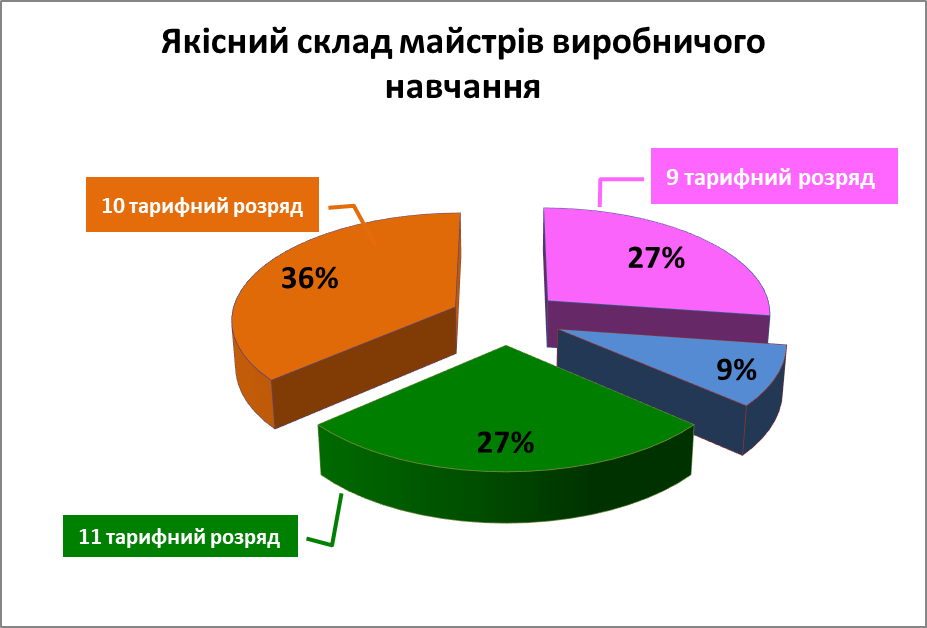 Якісний склад майстрів виробничого
навчання
9 тарифний розряд
10 тарифний розряд
27%
36%
9%
27%
11 тарифний розряд